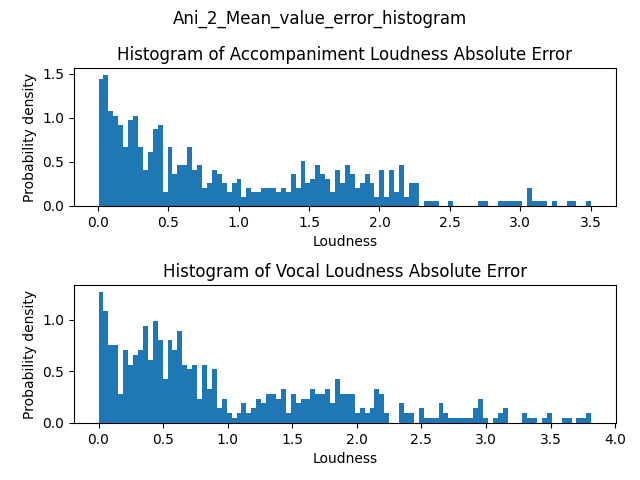 Ani_2_Mean_value_error_histogram
Histogram of Accompaniment Loudness Absolute Error
Probability density
1.5
1.0
0.5
0.0
0.0 0.5 1.0 1.5 2.0 2.5 3.0 3.5
Loudness
Histogram of Vocal Loudness Absolute Error
Probability density
1.0
0.5
0.0
0.0 0.5 1.0 1.5 2.0 2.5 3.0 3.5 4.0
Loudness